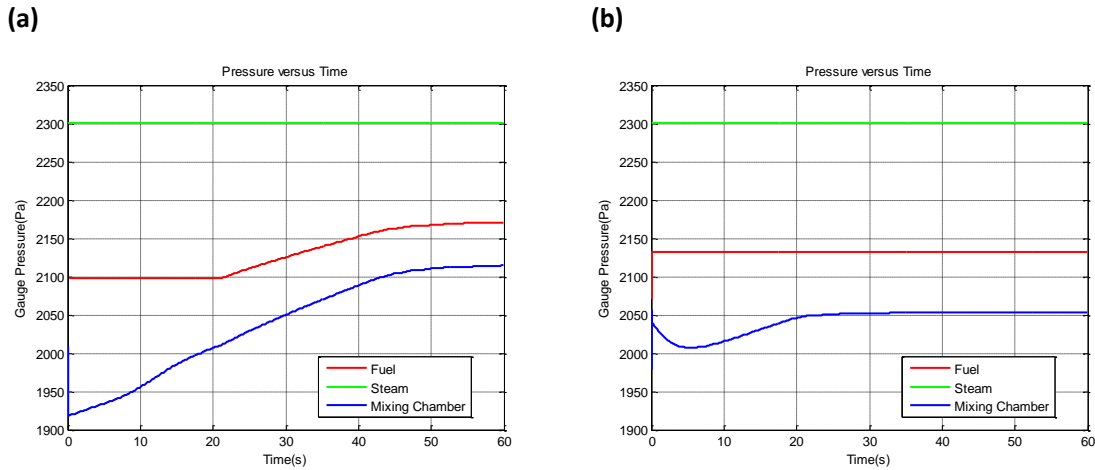 (a)
(b)
Pressure versus Time
2350
2300
2250
2200
2150
2100
2050
2000
1950
1900
Gauge Pressure(Pa)
0 10 20 30 40 50 60
Time(s)
Fuel
Steam
Mixing Chamber
Pressure versus Time
2350
2300
2250
2200
2150
2100
2050
2000
1950
1900
Gauge Pressure(Pa)
0 10 20 30 40 50 60
Time(s)
Fuel
Steam
Mixing Chamber